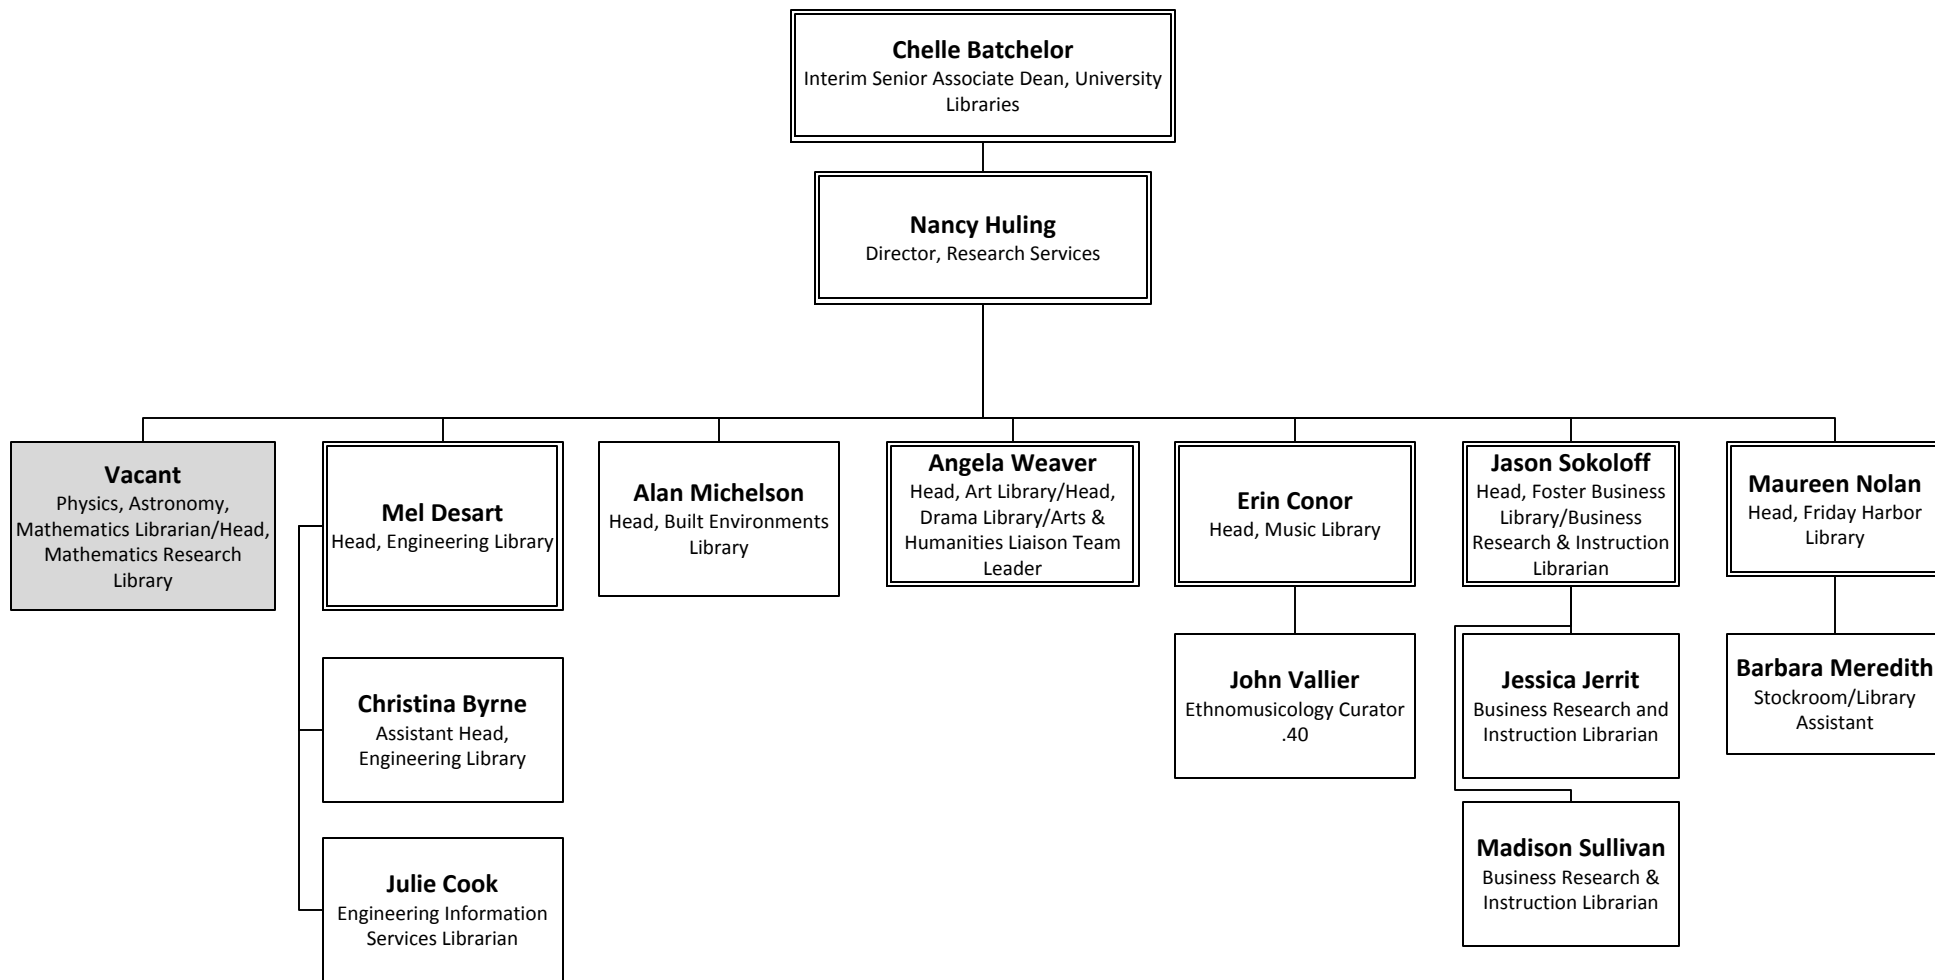 Chelle Batchelor
Interim Senior Associate Dean, University
Libraries
Nancy Huling
Director, Research Services
Vacant
Physics, Astronomy,
Mathematics Librarian/Head,
Mathematics Research
Library
Mel Desart
Head, Engineering Library
Alan Michelson
Head, Built Environments
Library
Angela Weaver
Head, Art Library/Head,
Drama Library/Arts &
Humanities Liaison Team
Leader
Erin Conor
Head, Music Library
Jason Sokoloff
Head, Foster Business
Library/Business
Research & Instruction
Librarian
Maureen Nolan
Head, Friday Harbor
Library
Christina Byrne
Assistant Head,
Engineering Library
John Vallier
Ethnomusicology Curator
.40
Jessica Jerrit
Business Research and
Instruction Librarian
Barbara Meredith
Stockroom/Library
Assistant
Julie Cook
Engineering Information
Services Librarian
Madison Sullivan
Business Research &
Instruction Librarian